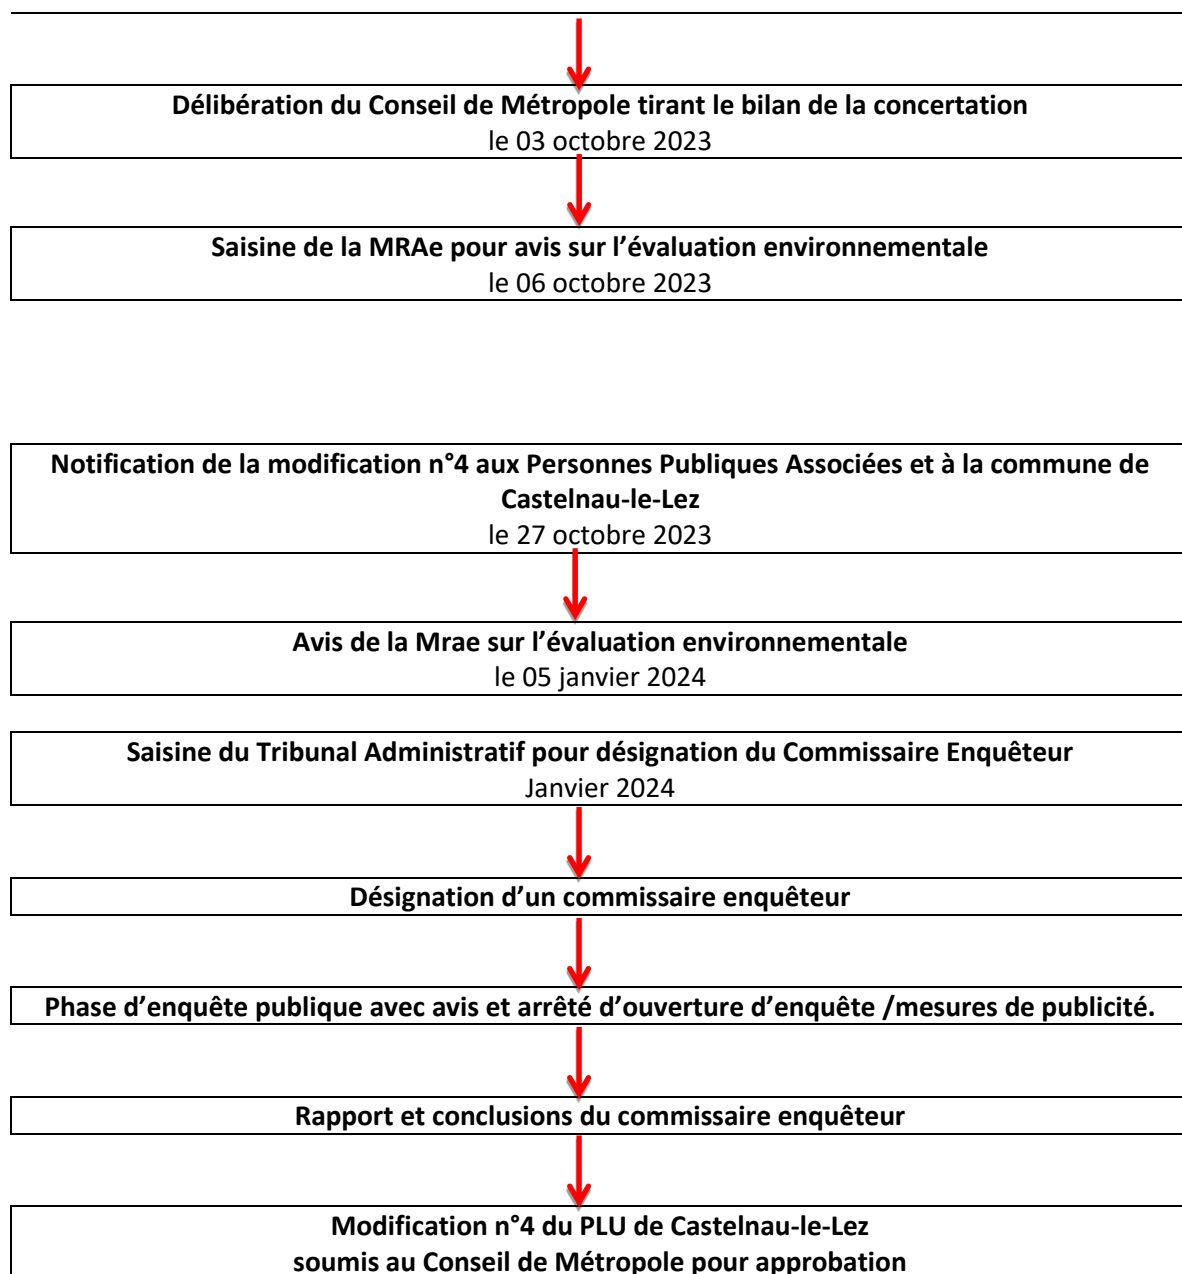 Délibération du Conseil de Métropole tirant le bilan de la concertation
le 03 octobre 2023
Saisine de la MRAe pour avis sur l’évaluation environnementale
le 06 octobre 2023
Notification de la modification n°4 aux Personnes Publiques Associées et à la commune de
Castelnau-le-Lez
le 27 octobre 2023
Avis de la Mrae sur l’évaluation environnementale
le 05 janvier 2024
Saisine du Tribunal Administratif pour désignation du Commissaire Enquêteur
Janvier 2024
Désignation d’un commissaire enquêteur
Phase d’enquête publique avec avis et arrêté d’ouverture d’enquête /mesures de publicité.
Rapport et conclusions du commissaire enquêteur
Modification n°4 du PLU de Castelnau-le-Lez
soumis au Conseil de Métropole pour approbation